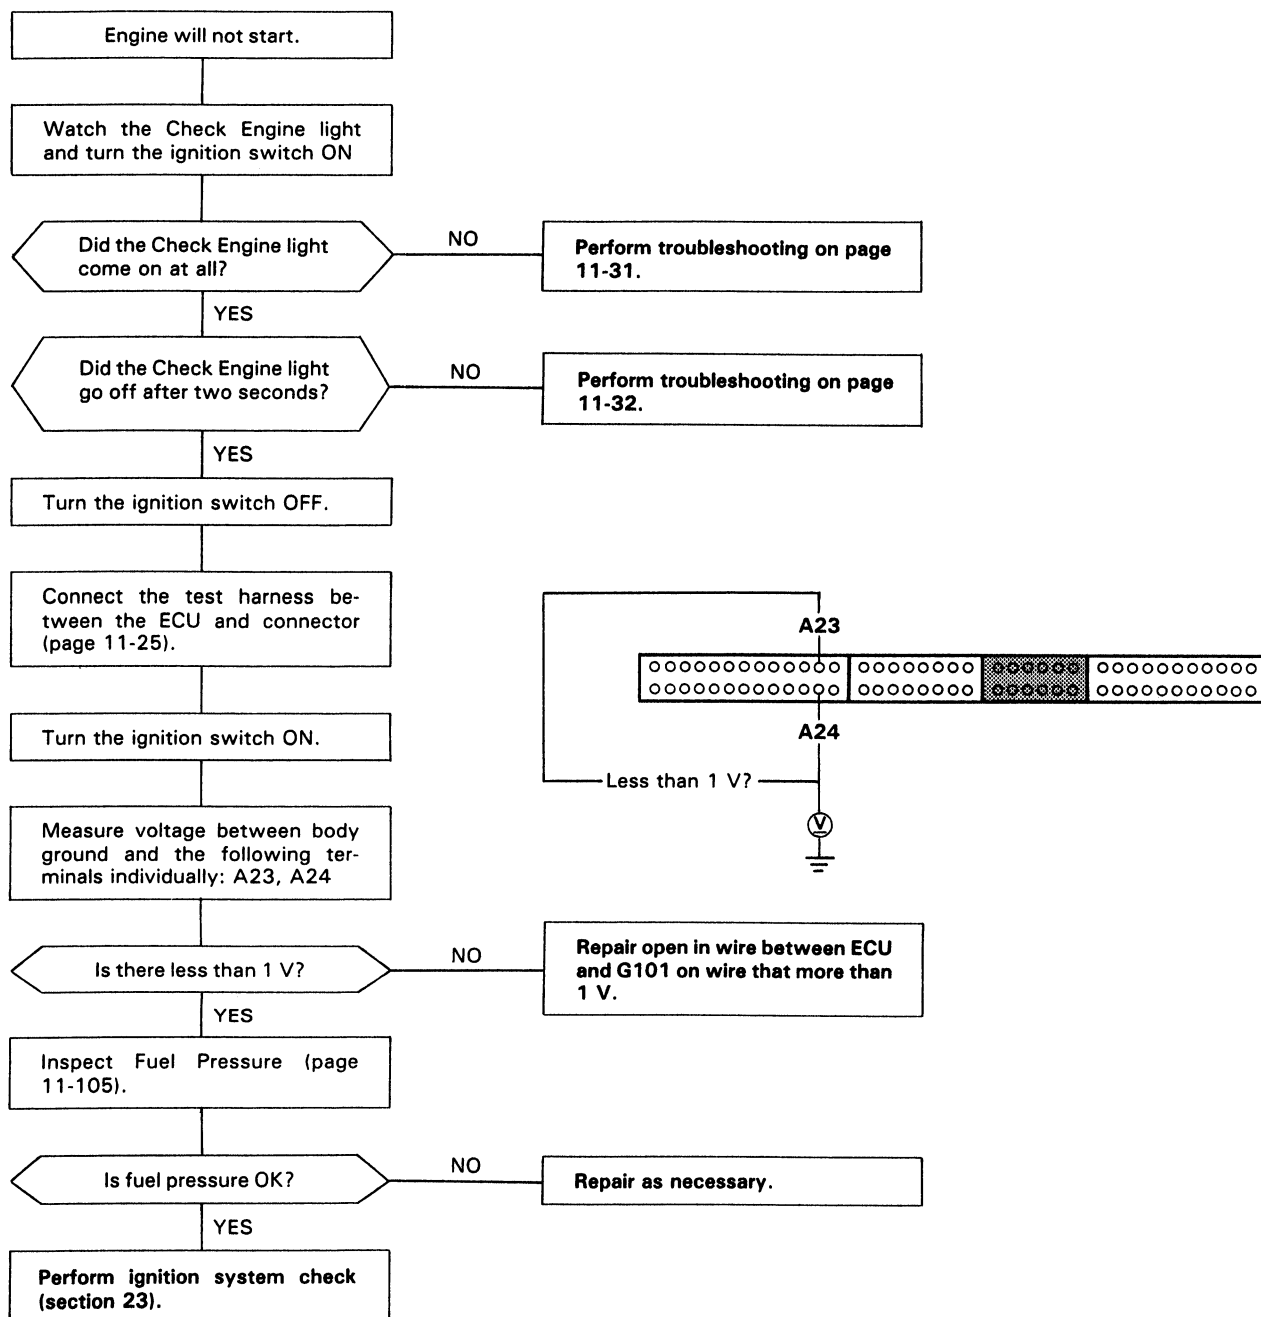 Engine will not start.
Watch the Check Engine light
and turn the ignition switch ON
Did the Check Engine light
come on at all?
NO
Perform troubleshooting on page
11-31.
YES
Did the Check Engine light
go off after two seconds?
NO
Perform troubleshooting on page
11-32.
YES
Turn the ignition switch OFF.
Connect the test harness be-
tween the ECU and connector
(page 11-25).
A23
A24
Less than 1 V?
V
Turn the ignition switch ON.
Measure voltage between body
ground and the following ter-
minals individually: A23, A24
Is there less than 1 V?
NO
Repair open in wire between ECU
and G101 on wire that more than
1 V.
YES
Inspect Fuel Pressure (page
11-105).
Is fuel pressure OK?
NO
Repair as necessary.
YES
Perform ignition system check
(section 23).